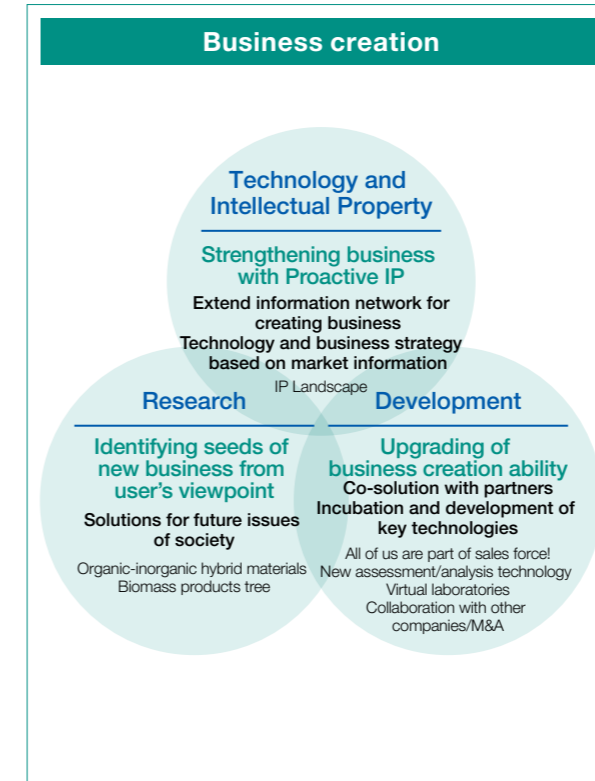 Business creation
Technology and
Intellectual Property
Strengthening business
with Proactive IP
Extend information network for
creating business
Technology and business strategy
based on market information
IP Landscape
Research
Identifying seeds of
new business from
user's viewpoint
Solutions for future issues
of society
Organic-inorganic hybrid materials
Biomass products tree
Development
Upgrading of
business creation ability
Co-solution with partners
Incubation and development of
key technologies
All of us are part of sales force!
New assessment/analysis technology
Virtual laboratories
Collaboration with other
companies/M&A